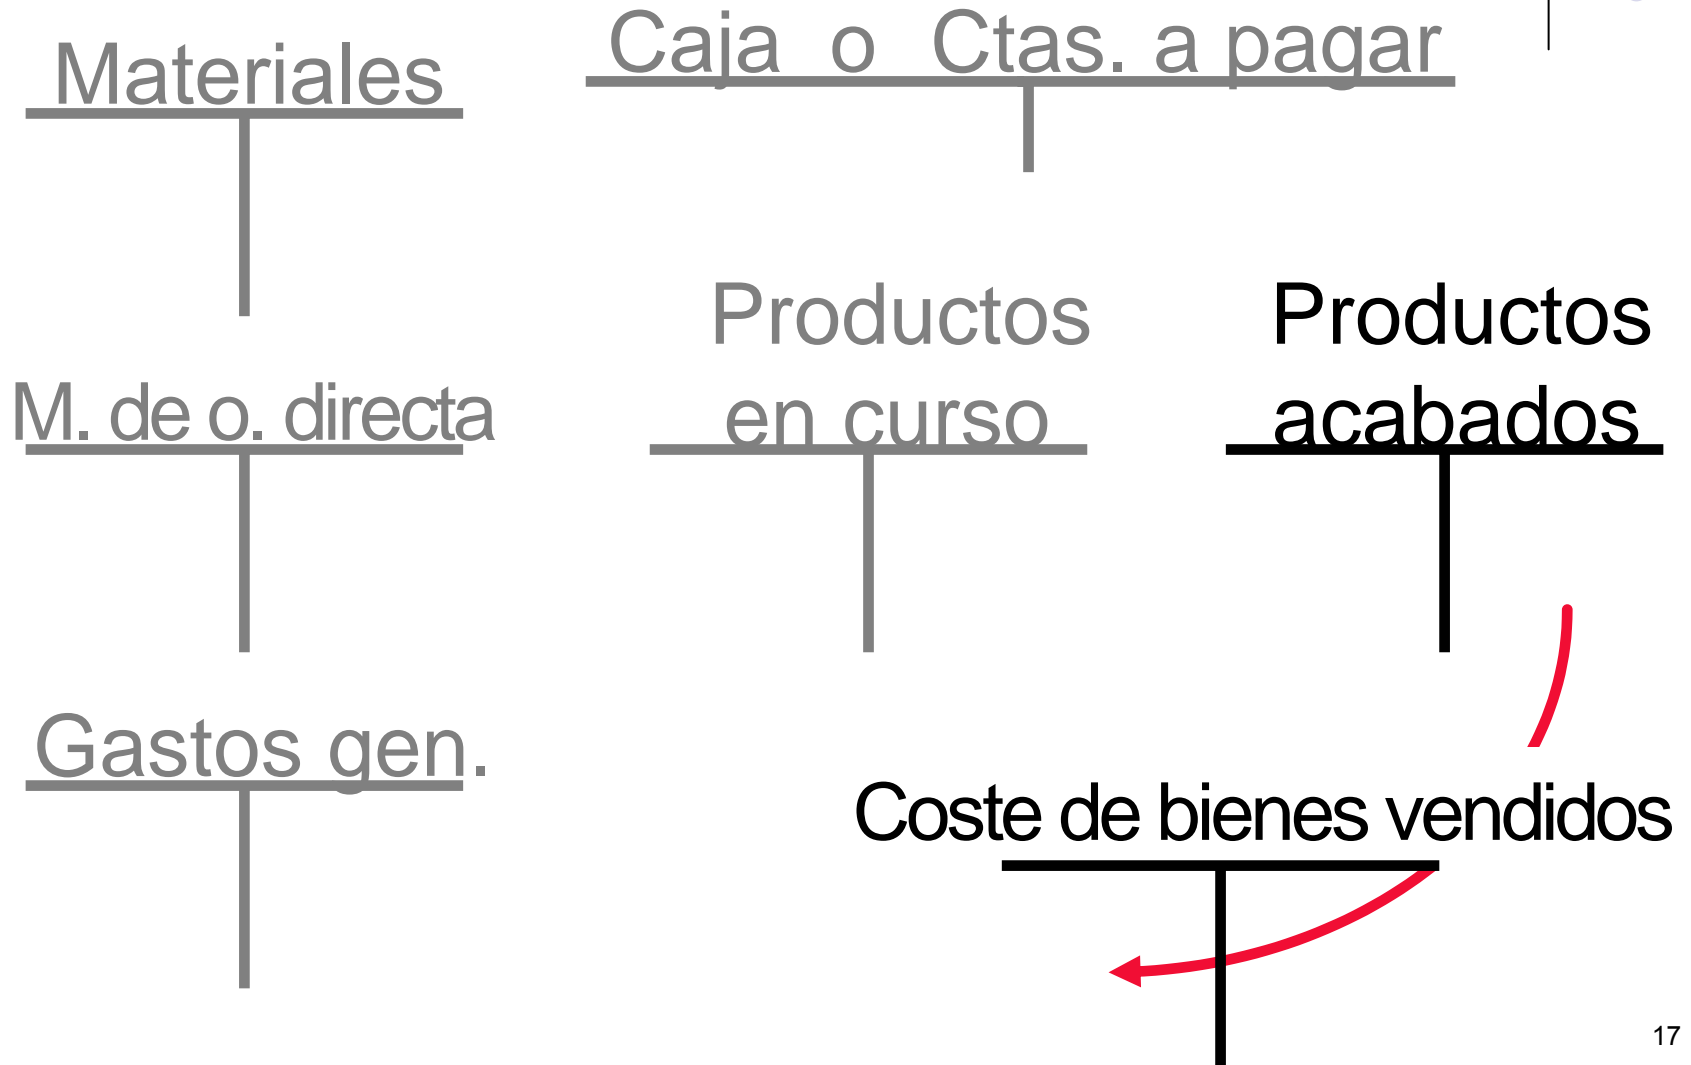 Caja o Ctas. a pagar
Materiales
Productos
en curso
Productos
acabados
M. de o. directa
Gastos gen.
Coste de bienes vendidos
17